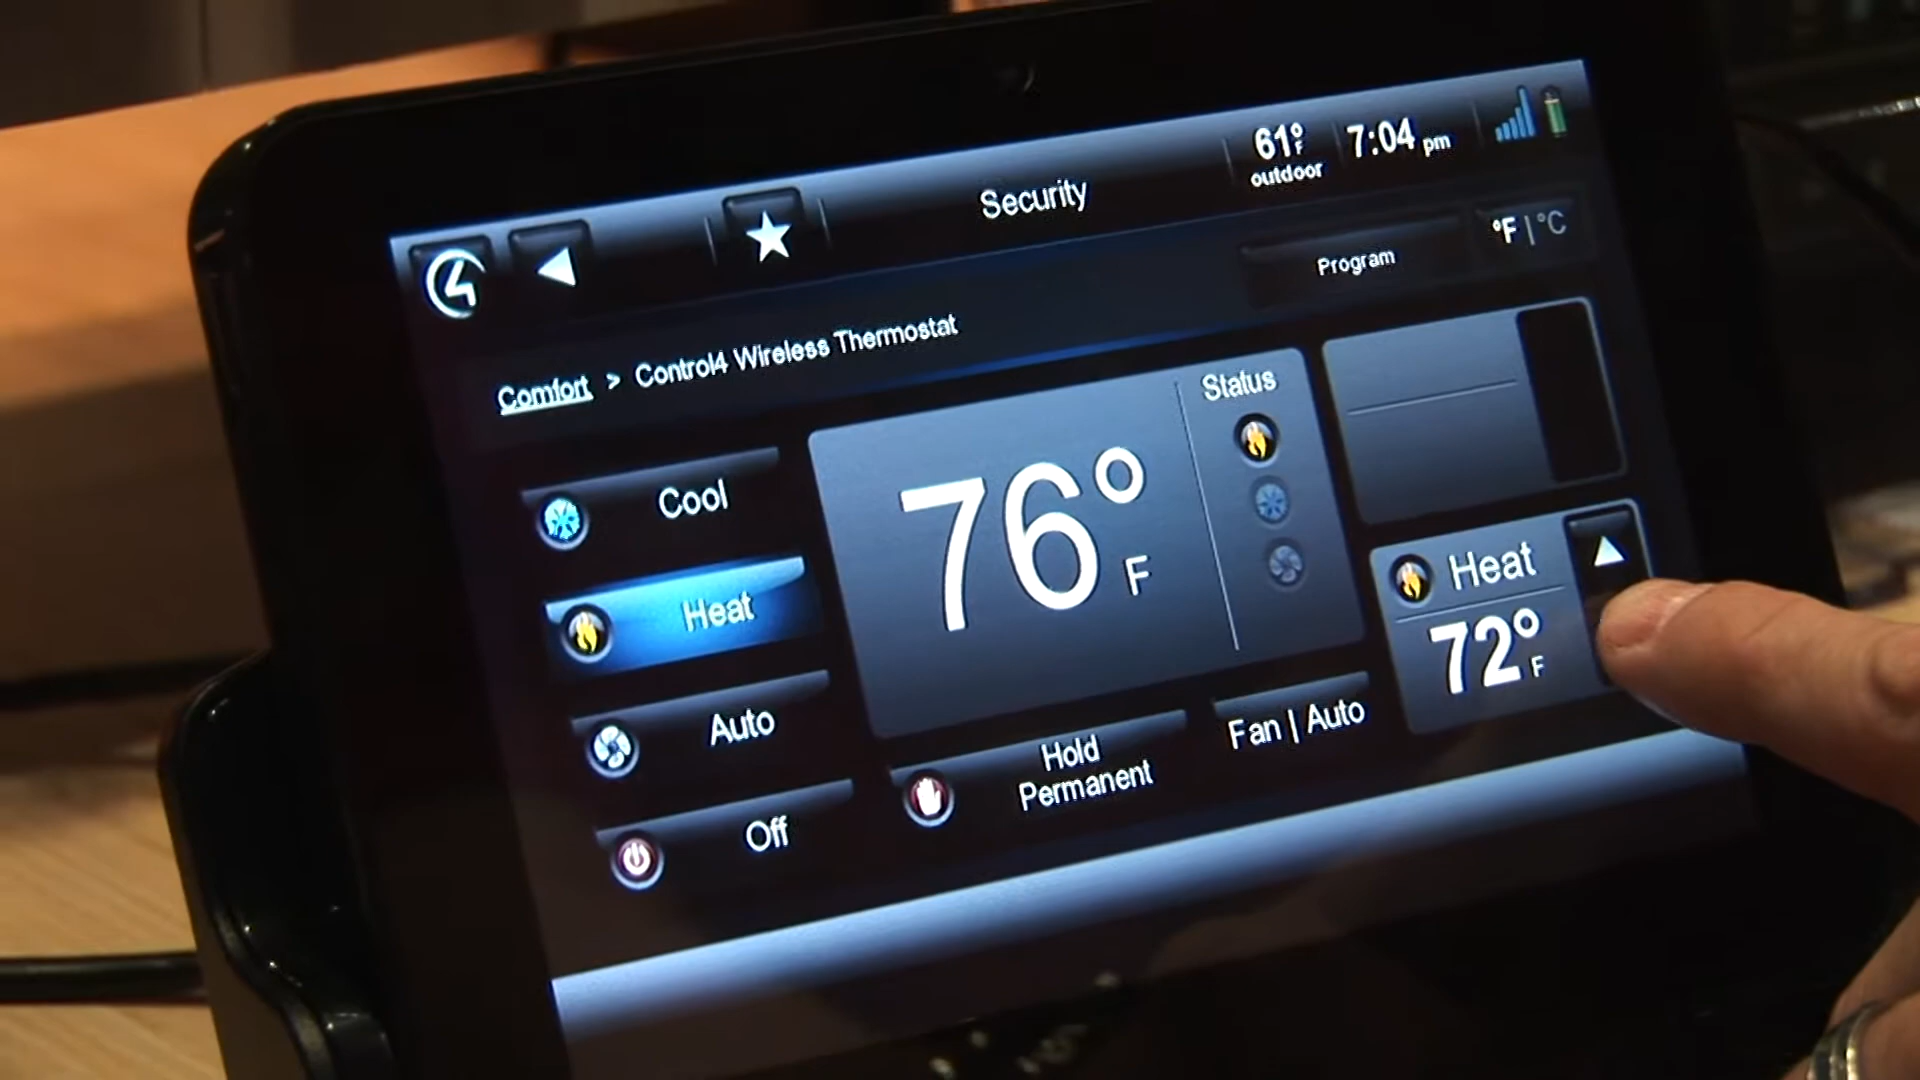 Security
61°F
outdoor
7:04 pm
Program
°F | °C
Comfort > Control4 Wireless Thermostat
Cool
Heat
Auto
Off
76° F
Status
Heat
72° F
Hold
Permanent
Fan | Auto